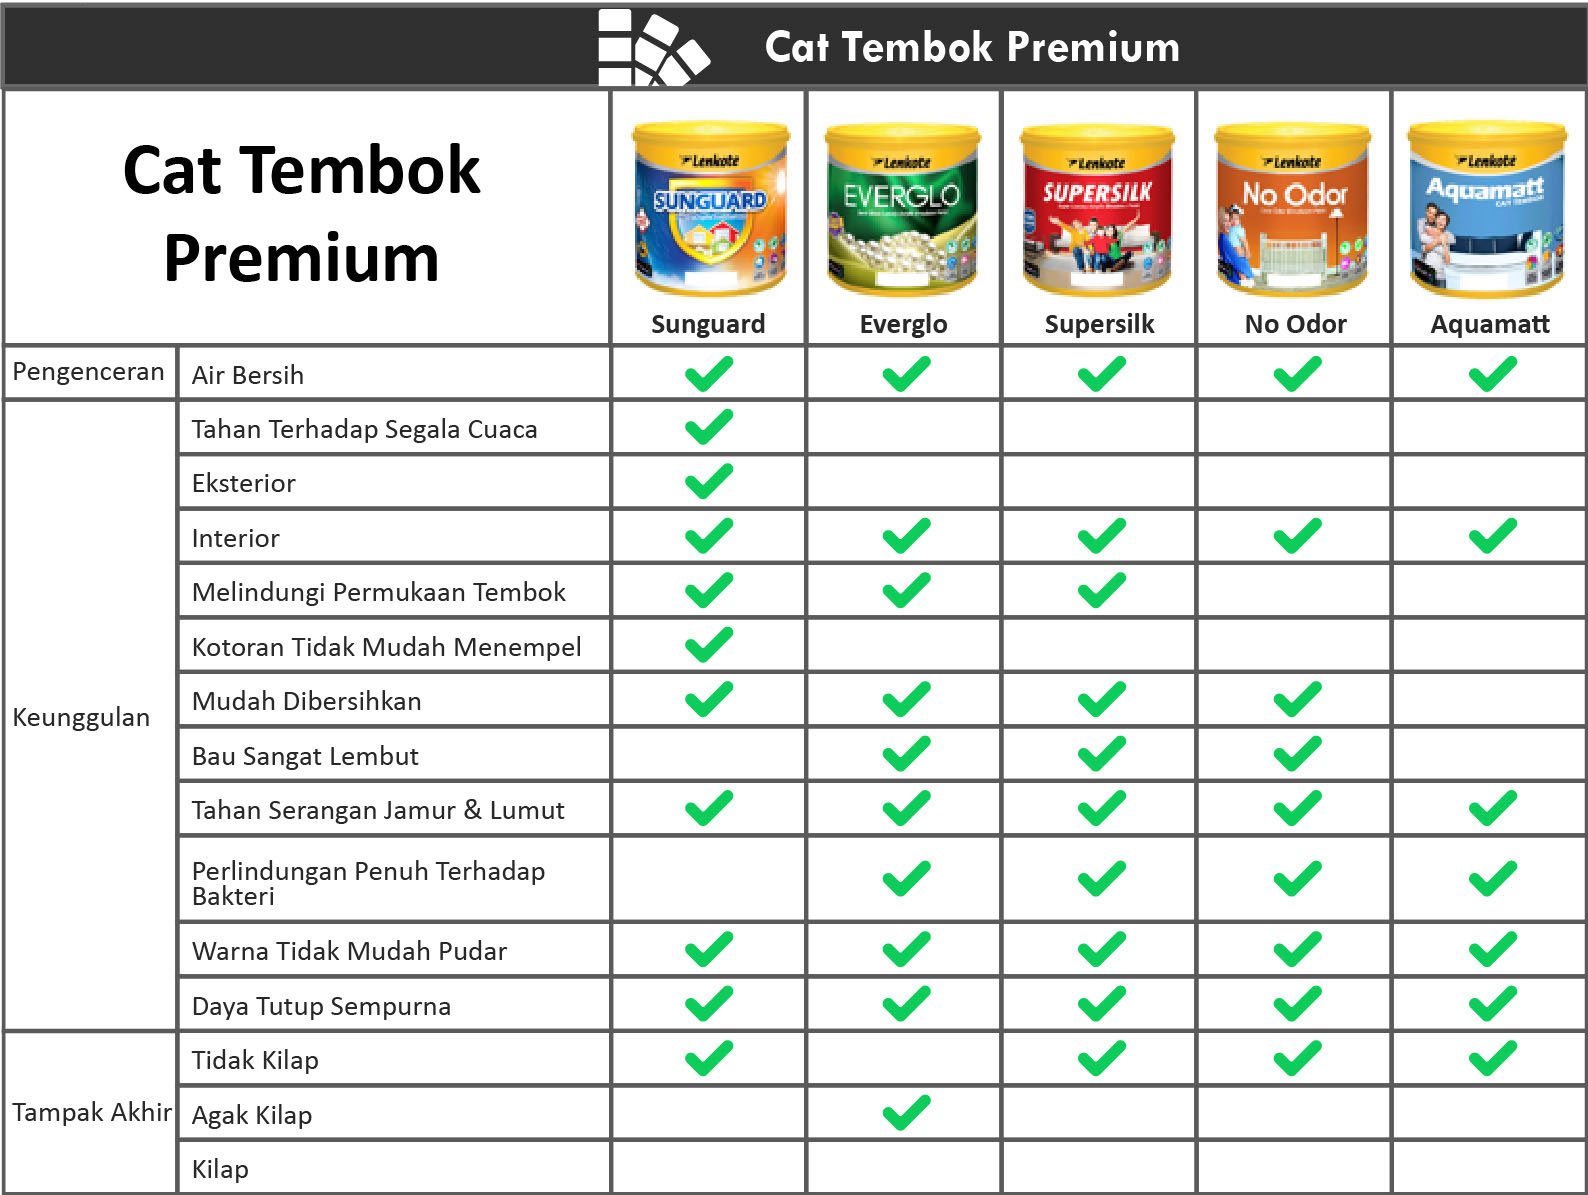 Cat Tembok Premium
Cat Tembok
Premium
Lenkote
SUNGUARD
Lenkote
EVERGLO
Lenkote
SUPERSILK
Lenkote
No Odor
Lenkote
Aquamatt
CAT TEMBOK
Sunguard
Everglo
Supersilk
No Odor
Aquamatt
Pengenceran
Air Bersih
Keunggulan
Tahan Terhadap Segala Cuaca
Eksterior
Interior
Melindungi Permukaan Tembok
Kotoran Tidak Mudah Menempel
Mudah Dibersihkan
Bau Sangat Lembut
Tahan Serangan Jamur & Lumut
Perlindungan Penuh Terhadap
Bakteri
Warna Tidak Mudah Pudar
Daya Tutup Sempurna
Tampak Akhir
Tidak Kilap
Agak Kilap
Kilap